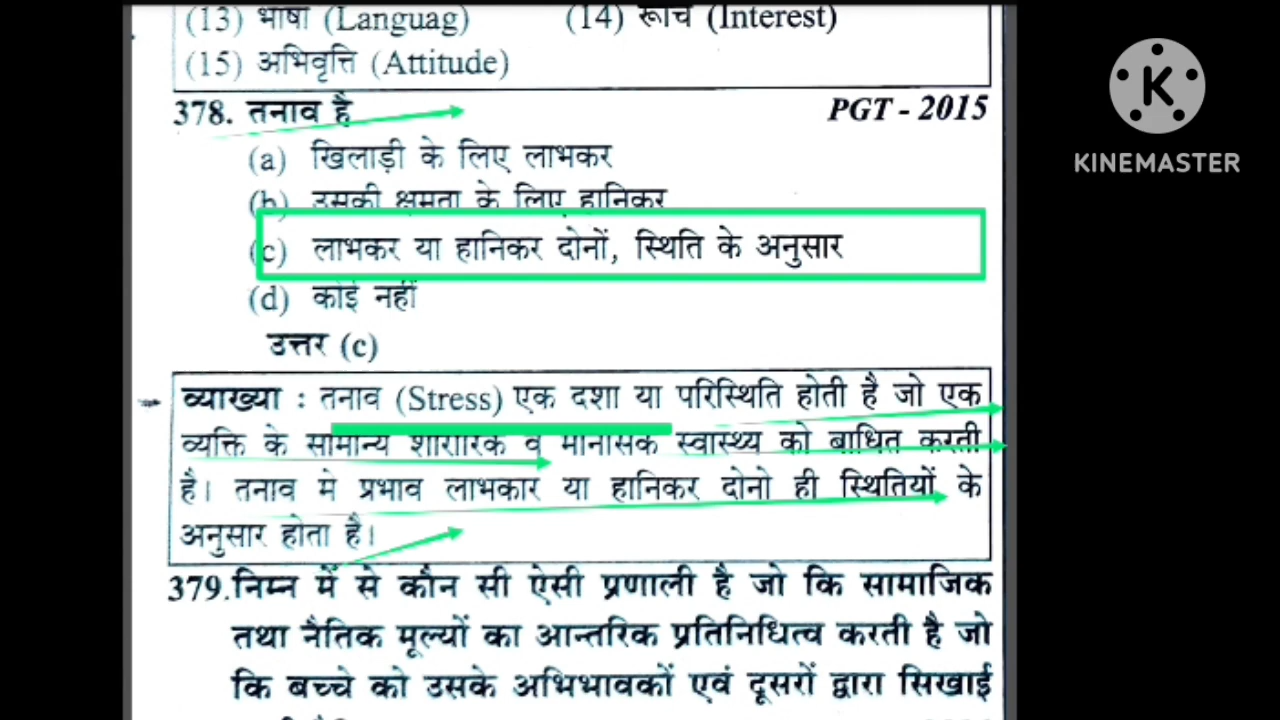 (13) भाषा (Languag) (14) रूचि (Interest)
(15) अभिवृत्ति (Attitude)
378. तनाव है PGT - 2015
(a) खिलाड़ी के लिए लाभकर
(b) उसकी क्षमता के लिए हानिकर
(c) लाभकर या हानिकर दोनों, स्थिति के अनुसार
(d) कोई नहीं
उत्तर (c)
व्याख्या : तनाव (Stress) एक दशा या परिस्थिति होती है जो एक
व्यक्ति के सामान्य शारीरिक व मानसिक स्वास्थ्य को बाधित करती
है। तनाव मे प्रभाव लाभकार या हानिकर दोनो ही स्थितियों के
अनुसार होता है।
379.निम्न में से कौन सी ऐसी प्रणाली है जो कि सामाजिक
तथा नैतिक मूल्यों का आन्तरिक प्रतिनिधित्व करती है जो
कि बच्चे को उसके अभिभावकों एवं दूसरों द्वारा सिखाई
K
KINEMASTER